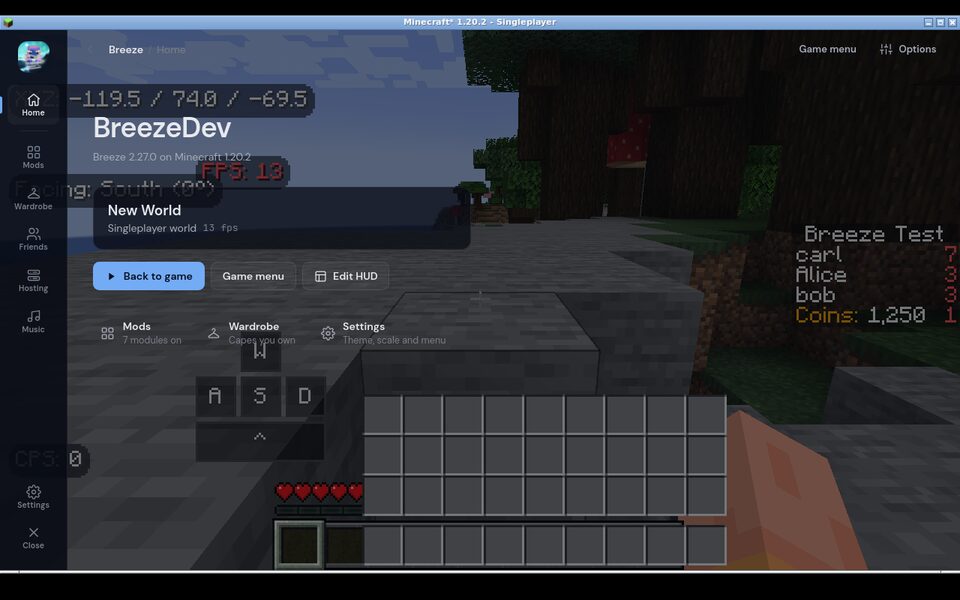 Minecraft* 1.20.2 - Singleplayer
Breeze / Home
Game menu
Options
Home
-119.5 / 74.0 / -69.5
BreezeDev
Breeze 2.27.0 on Minecraft 1.20.2
FPS: 13
Mods
Facing: South (0°)
Wardrobe
New World
Singleplayer world 13 fps
Friends
Breeze Test
carl 7
Alice 3
bob 3
Coins: 1,250 1
Back to game
Game menu
Edit HUD
Hosting
Music
Mods
7 modules on
Wardrobe
Capes you own
Settings
Theme, scale and menu
W
A
S
D
^
CPS: 0
Settings
Close